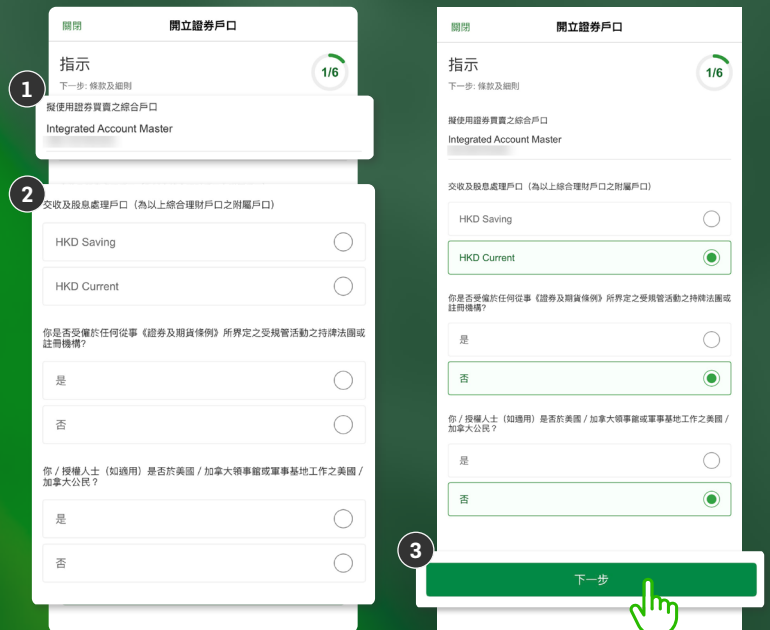 關閉
開立證券戶口
指示
下一步: 條款及細則
1/6
1
擬使用證券買賣之綜合戶口
Integrated Account Master
2
交收及股息處理戶口（為以上綜合理財戶口之附屬戶口）
HKD Saving
HKD Current
你是否受僱於任何從事《證券及期貨條例》所界定之受規管活動之持牌法團或
註冊機構?
是
否
你 / 授權人士（如適用）是否於美國 / 加拿大領事館或軍事基地工作之美國 /
加拿大公民？
是
否
關閉
開立證券戶口
指示
下一步: 條款及細則
1/6
擬使用證券買賣之綜合戶口
Integrated Account Master
交收及股息處理戶口（為以上綜合理財戶口之附屬戶口）
HKD Saving
HKD Current
你是否受僱於任何從事《證券及期貨條例》所界定之受規管活動之持牌法團或
註冊機構?
是
否
你 / 授權人士（如適用）是否於美國 / 加拿大領事館或軍事基地工作之美國 /
加拿大公民？
是
否
3
下一步